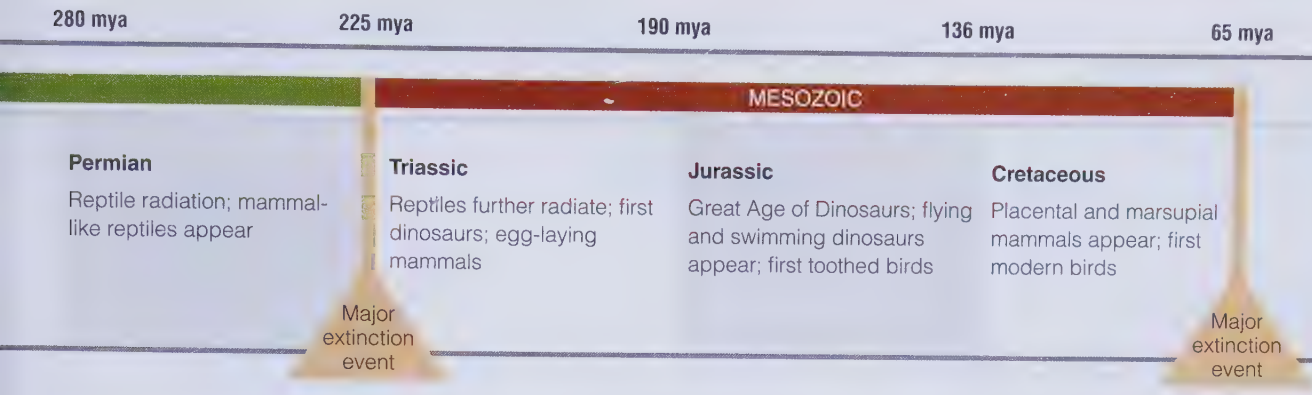 280 mya
225 mya
190 mya
136 mya
65 mya
MESOZOIC
Permian
Reptile radiation; mammal-
like reptiles appear
Triassic
Reptiles further radiate; first
dinosaurs; egg-laying
mammals
Jurassic
Great Age of Dinosaurs; flying
and swimming dinosaurs
appear; first toothed birds
Cretaceous
Placental and marsupial
mammals appear; first
modern birds
Major
extinction
event
Major
extinction
event